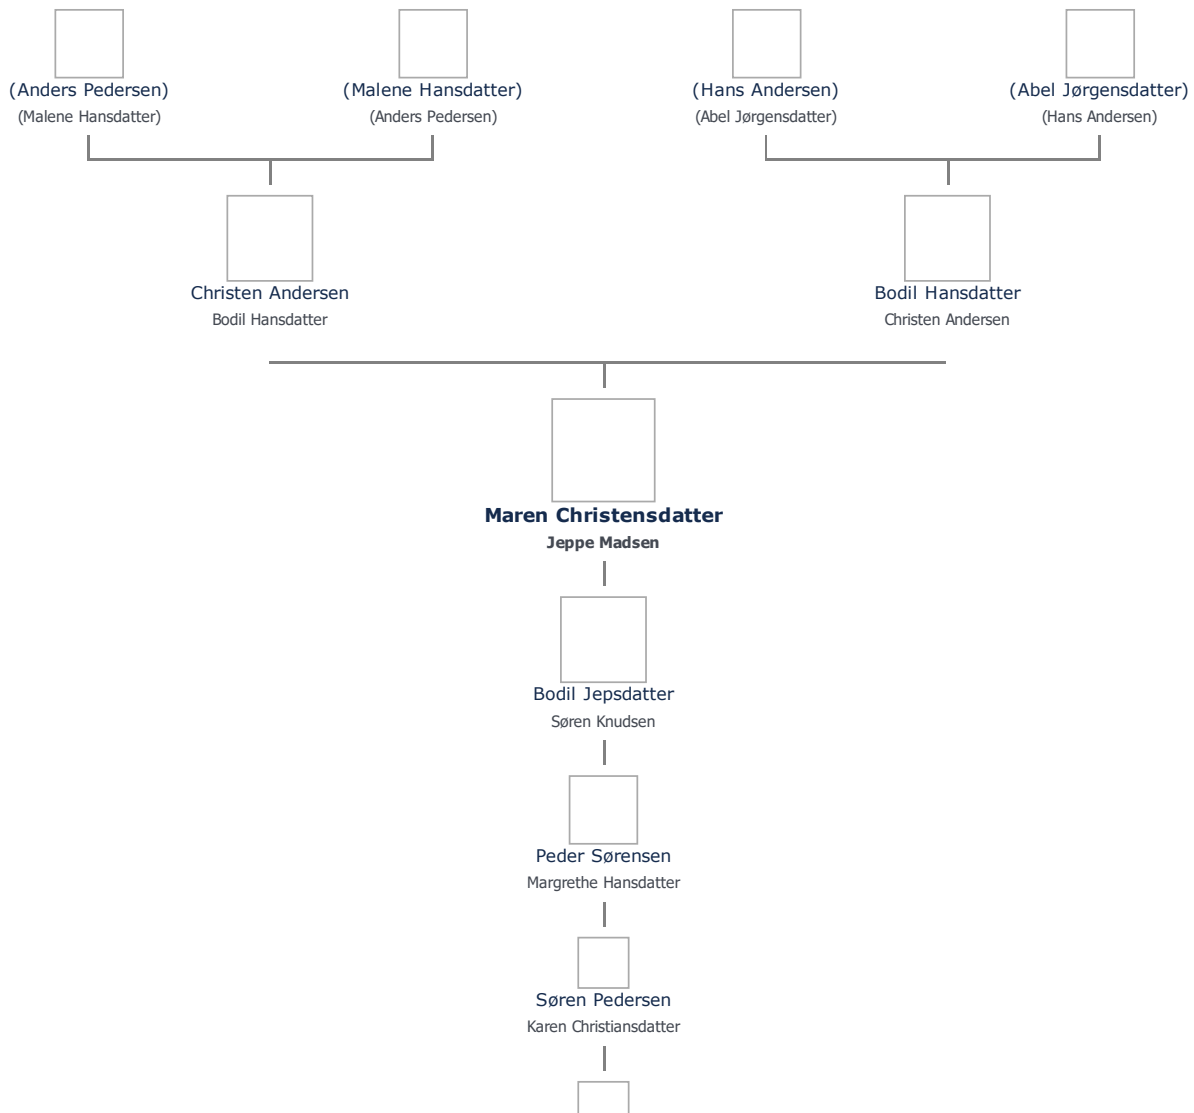 (Anders Pedersen)
(Malene Hansdatter)
(Malene Hansdatter)
(Anders Pedersen)
(Hans Andersen)
(Abel Jørgensdatter)
(Abel Jørgensdatter)
(Hans Andersen)
Christen Andersen
Bodil Hansdatter
Bodil Hansdatter
Christen Andersen
Maren Christensdatter
Jeppe Madsen
Bodil Jepsdatter
Søren Knudsen
Peder Sørensen
Margrethe Hansdatter
Søren Pedersen
Karen Christiansdatter